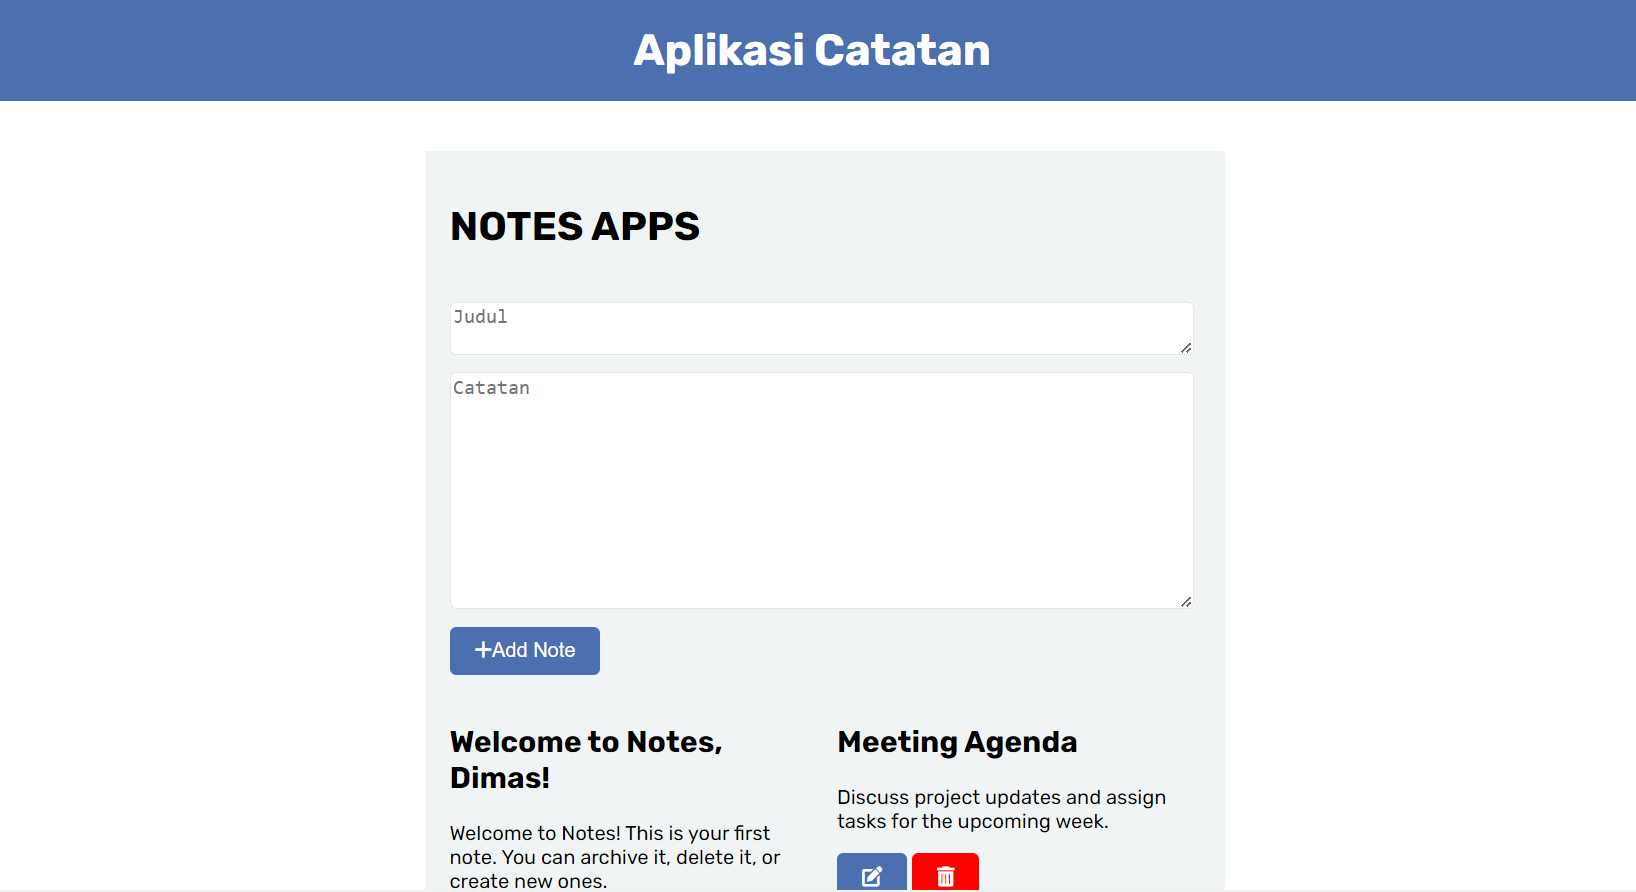 Aplikasi Catatan
NOTES APPS
Judul
Catatan
Add Note
Welcome to Notes,
Dimas!
Welcome to Notes! This is your first
note. You can archive it, delete it, or
create new ones.
Meeting Agenda
Discuss project updates and assign
tasks for the upcoming week.